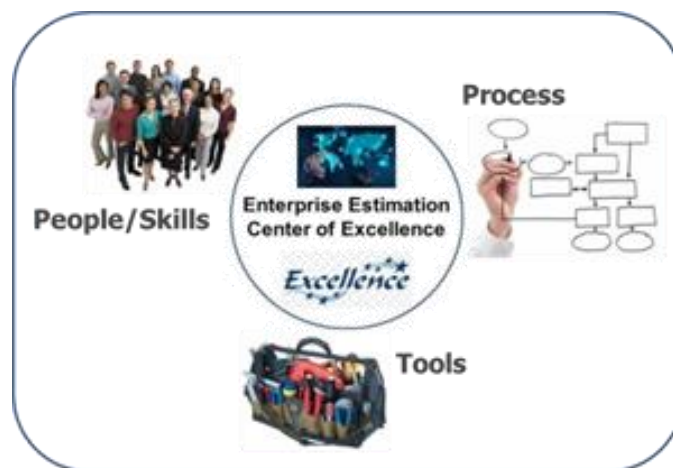 Process
People/Skills
Enterprise Estimation
Center of Excellence
Excellence
Tools